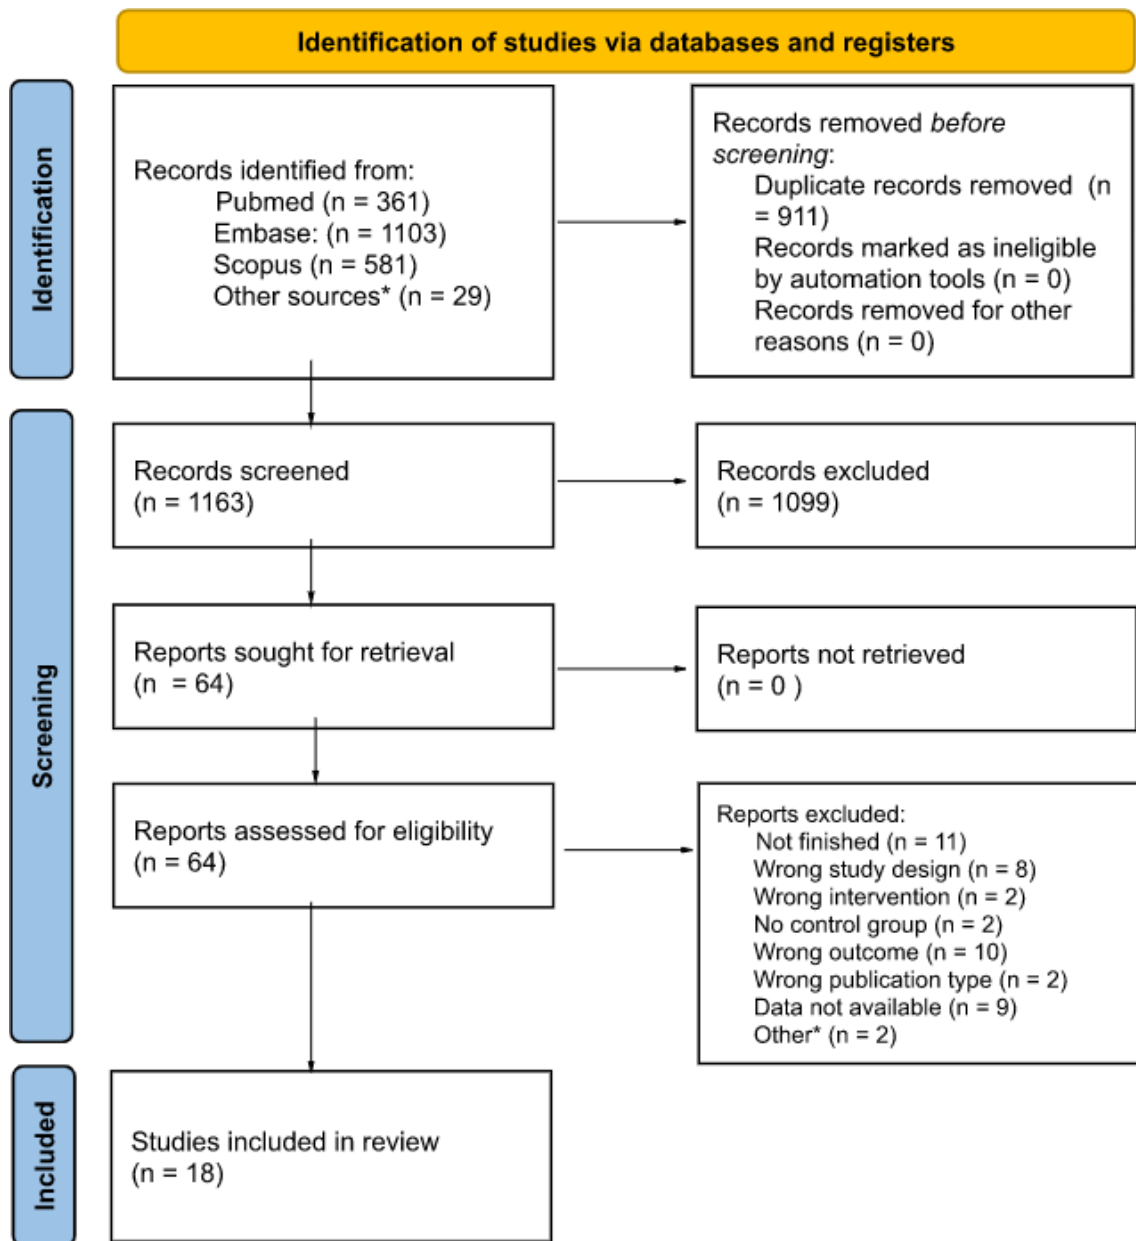 Identification of studies via databases and registers
Identification
Records identified from:
Pubmed (n = 361)
Embase: (n = 1103)
Scopus (n = 581)
Other sources* (n = 29)
Records removed before
screening:
Duplicate records removed (n
= 911)
Records marked as ineligible
by automation tools (n = 0)
Records removed for other
reasons (n = 0)
Screening
Records screened
(n = 1163)
Records excluded
(n = 1099)
Reports sought for retrieval
(n = 64)
Reports not retrieved
(n = 0 )
Reports assessed for eligibility
(n = 64)
Reports excluded:
Not finished (n = 11)
Wrong study design (n = 8)
Wrong intervention (n = 2)
No control group (n = 2)
Wrong outcome (n = 10)
Wrong publication type (n = 2)
Data not available (n = 9)
Other* (n = 2)
Included
Studies included in review
(n = 18)